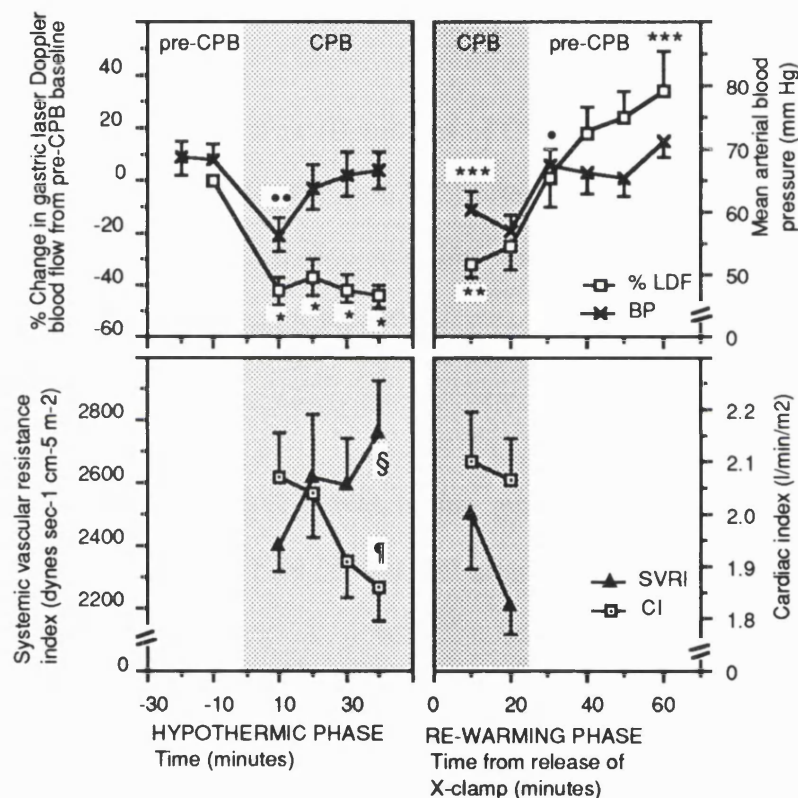 pre-CPB
CPB
CPB
pre-CPB
% Change in gastric laser Doppler
blood flow from pre-CPB baseline
40
20
0
-20
-40
-60
••
*
*
*
*
***
**
•
***
80
70
60
50
0
Mean arterial blood
pressure (mm Hg)
% LDF
BP
Systemic vascular resistance
index (dynes sec-1 cm-5 m-2)
2800
2600
2400
2200
0
§
¶
SVRI
CI
2.2
2.1
2.0
1.9
1.8
0
Cardiac index (l/min/m2)
-30 -10 10 30
0 20 40 60
HYPOTHERMIC PHASE
Time (minutes)
RE-WARMING PHASE
Time from release of
X-clamp (minutes)